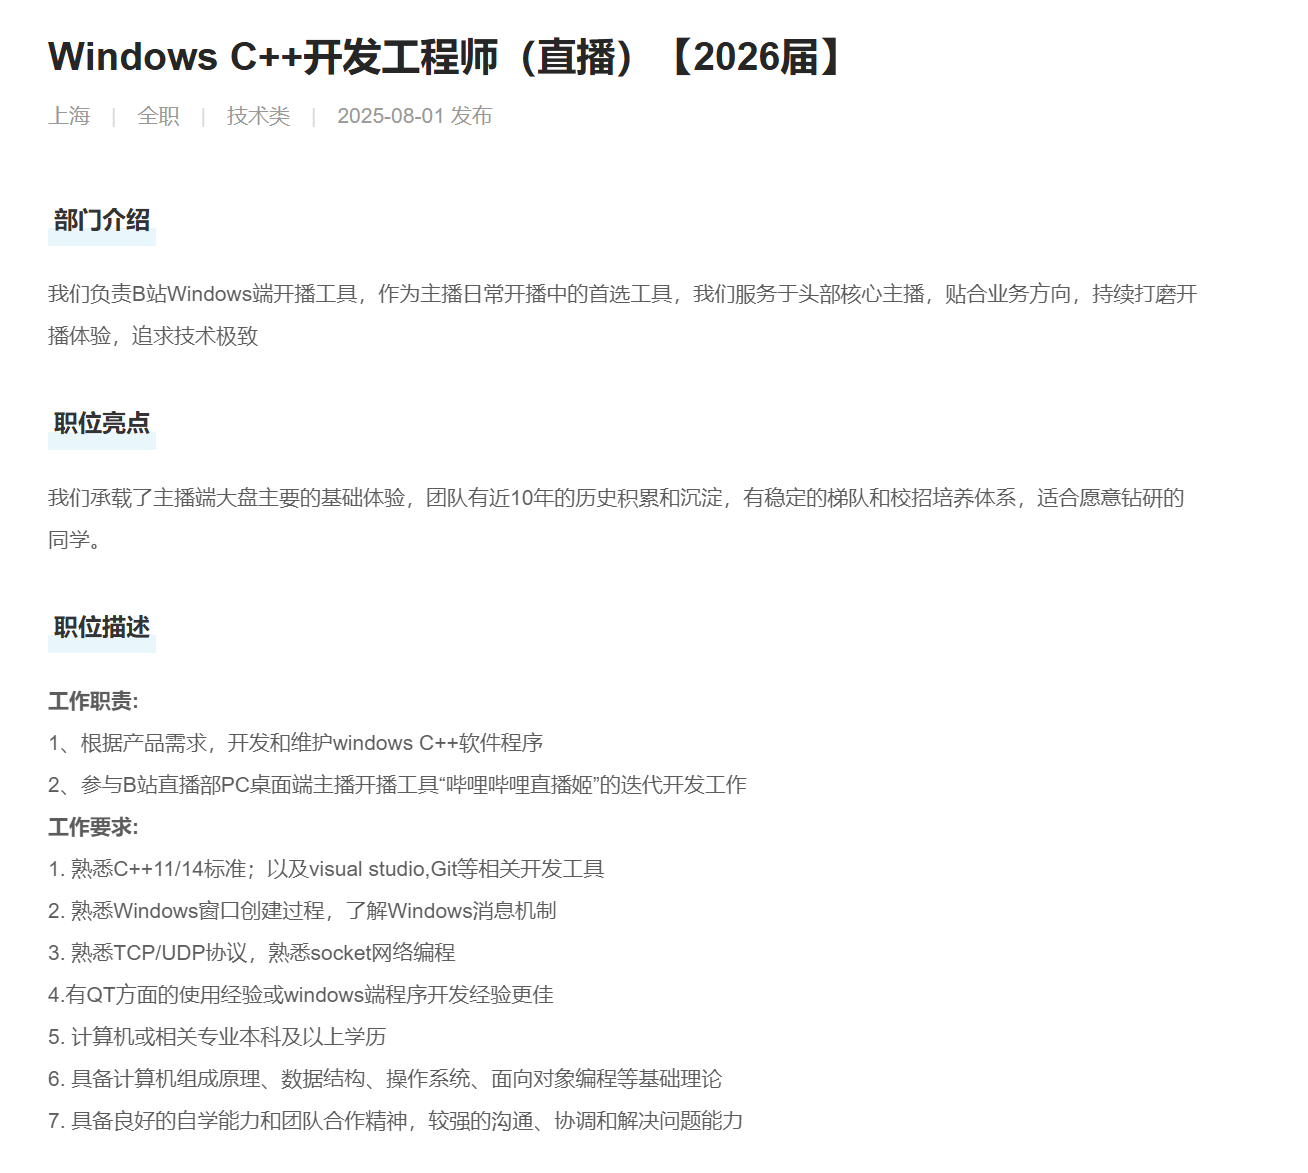 Windows C++开发工程师（直播）【2026届】
上海 | 全职 | 技术类 | 2025-08-01 发布
部门介绍
我们负责B站Windows端开播工具，作为主播日常开播中的首选工具，我们服务于头部核心主播，贴合业务方向，持续打磨开
播体验，追求技术极致
职位亮点
我们承载了主播端大盘主要的基础体验，团队有近10年的历史积累和沉淀，有稳定的梯队和校招培养体系，适合愿意钻研的
同学。
职位描述
工作职责:
1、根据产品需求，开发和维护windows C++软件程序
2、参与B站直播部PC桌面端主播开播工具“哔哩哔哩直播姬”的迭代开发工作
工作要求:
1. 熟悉C++11/14标准；以及visual studio,Git等相关开发工具
2. 熟悉Windows窗口创建过程，了解Windows消息机制
3. 熟悉TCP/UDP协议，熟悉socket网络编程
4.有QT方面的使用经验或windows端程序开发经验更佳
5. 计算机或相关专业本科及以上学历
6. 具备计算机组成原理、数据结构、操作系统、面向对象编程等基础理论
7. 具备良好的自学能力和团队合作精神，较强的沟通、协调和解决问题能力